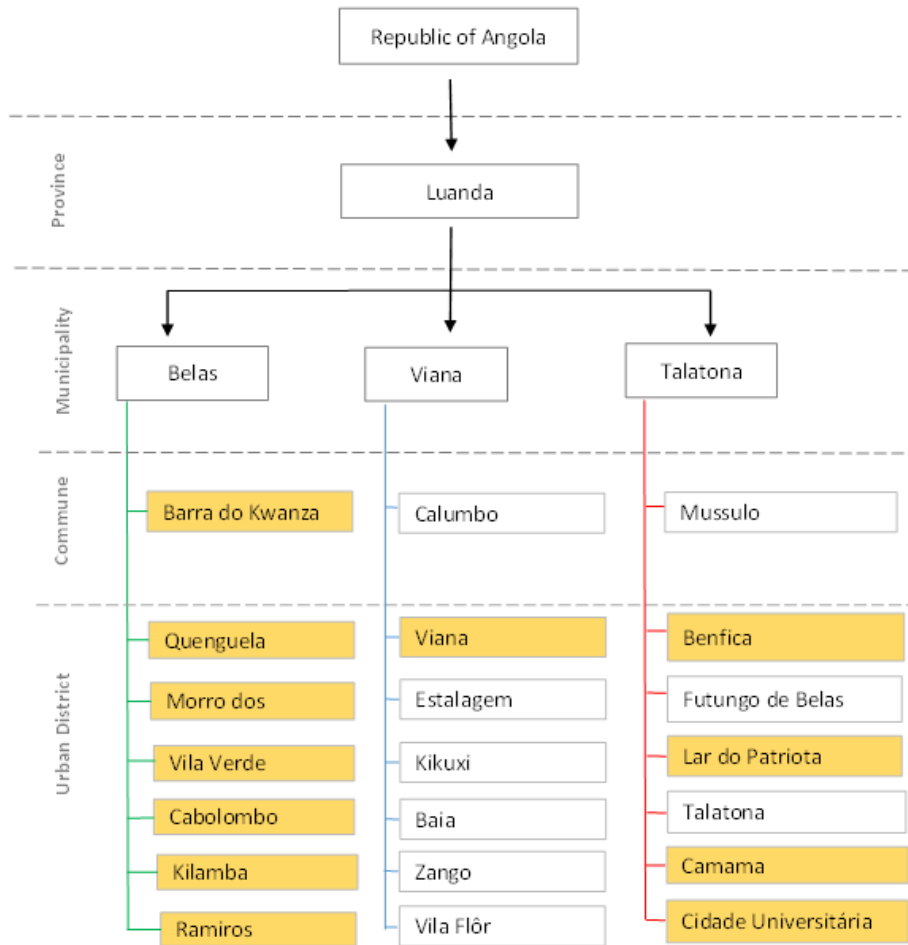 Republic of Angola
Province
Luanda
Municipality
Belas
Viana
Talatona
Commune
Barra do Kwanza
Calumbo
Mussulo
Urban District
Quenguela
Viana
Benfica
Morro dos
Estalagem
Futungo de Belas
Vila Verde
Kikuxi
Lar do Patriota
Cabolombo
Baia
Talatona
Kilamba
Zango
Camama
Ramiros
Vila Flôr
Cidade Universitária